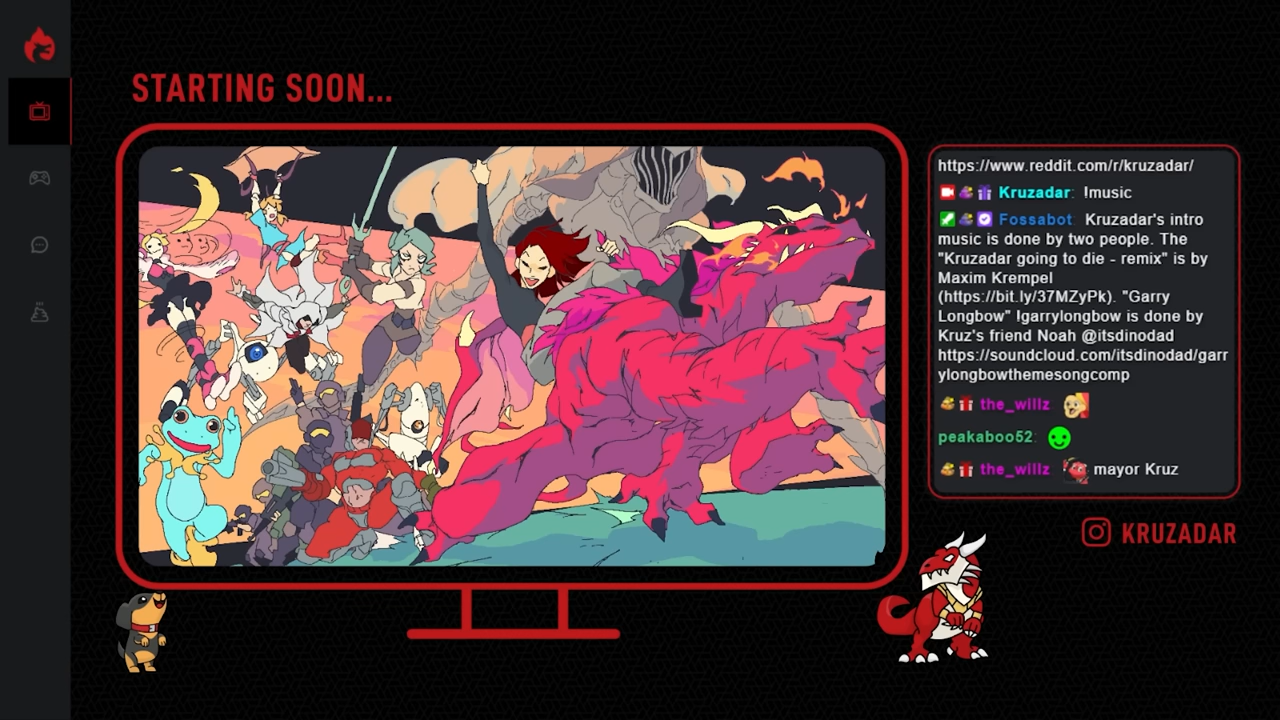 STARTING SOON...
https://www.reddit.com/r/kruzadar/
Kruzadar: !music
Fossabot: Kruzadar's intro
music is done by two people. The
"Kruzadar going to die - remix" is by
Maxim Krempel
(https://bit.ly/37MZyPk). "Garry
Longbow" !garrylongbow is done by
Kruz's friend Noah @itsdinodad
https://soundcloud.com/itsdinodad/garr
ylongbowthemesongcomp
the_willz
peakaboo52:
the_willz mayor Kruz
KRUZADAR